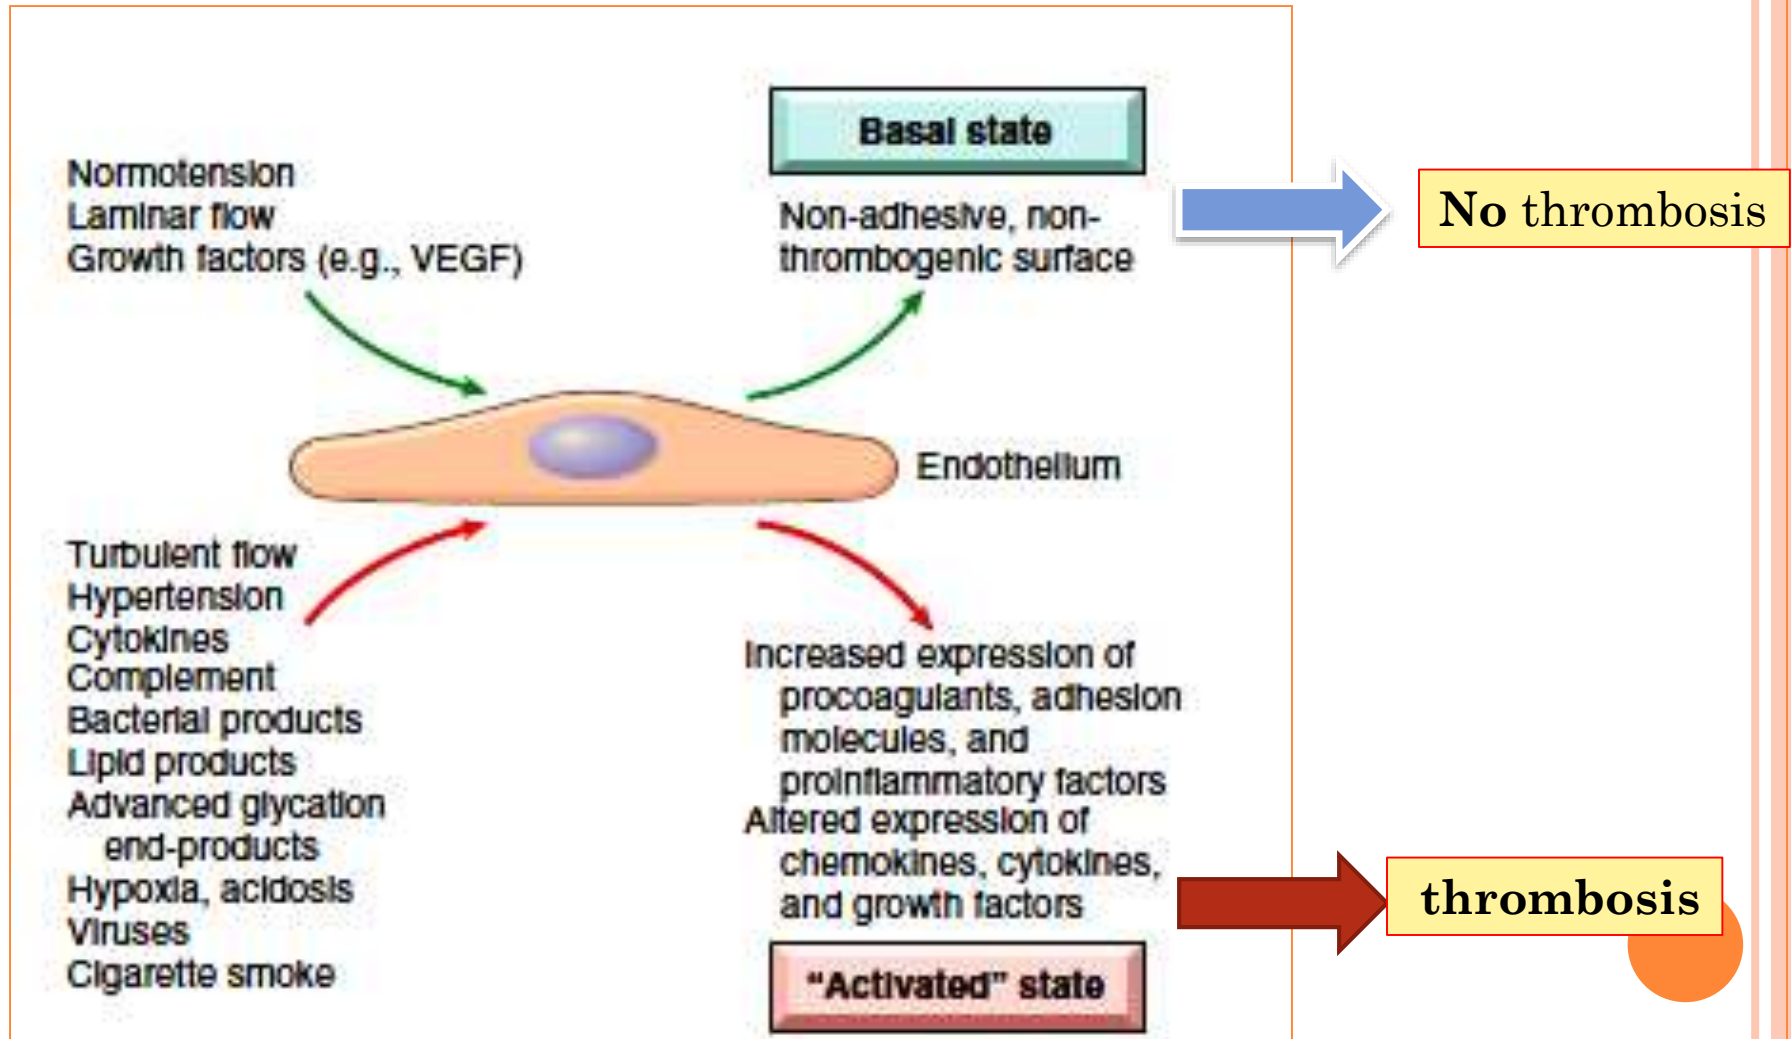 Basal state
Normotension
Laminar flow
Growth factors (e.g., VEGF)
Non-adhesive, non-
thrombogenic surface
No thrombosis
Endothelium
Turbulent flow
Hypertension
Cytokines
Complement
Bacterial products
Lipid products
Advanced glycation
end-products
Hypoxia, acidosis
Viruses
Cigarette smoke
Increased expression of
procoagulants, adhesion
molecules, and
proinflammatory factors
Altered expression of
chemokines, cytokines,
and growth factors
thrombosis
“Activated” state